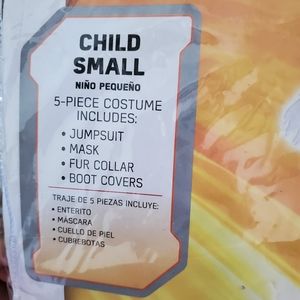 CHILD
SMALL
NIÑO PEQUEÑO
5-PIECE COSTUME
INCLUDES:
• JUMPSUIT
• MASK
• FUR COLLAR
• BOOT COVERS
TRAJE DE 5 PIEZAS INCLUYE:
• ENTERITO
• MÁSCARA
• CUELLO DE PIEL
• CUBREBOTAS